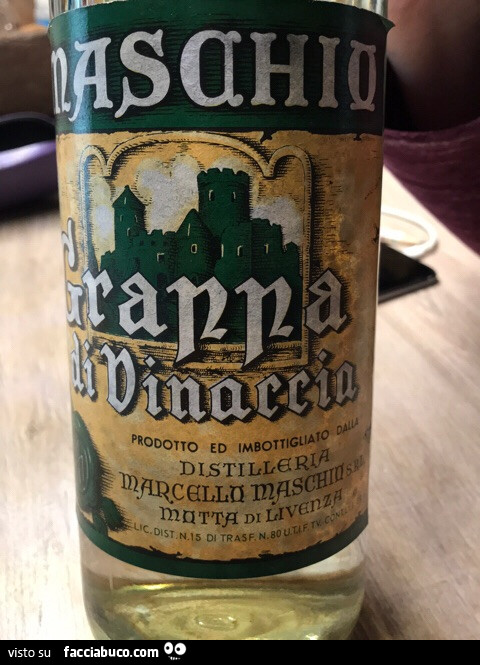 MASCHIO
Grappa
di Vinaccia
PRODOTTO ED IMBOTTIGLIATO DALLA
DISTILLERIA
MARCELLO MASCHIO S.N.C.
MOTTA DI LIVENZA
LIC. DIST. N.15 DI TRASF. N.80 U.T.I.F. TV.
visto su facciabuco.com